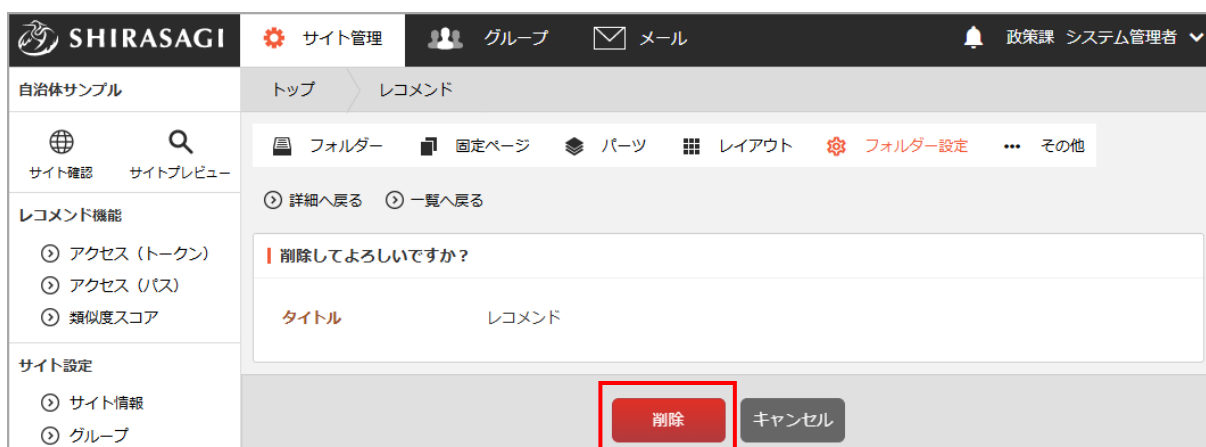 SHIRASAGI
サイト管理 グループ メール 政策課 システム管理者
自治体サンプル
トップ レコメンド
サイト確認 サイトプレビュー
フォルダー 固定ページ パーツ レイアウト フォルダー設定 その他
詳細へ戻る 一覧へ戻る
レコメンド機能
アクセス（トークン）
アクセス（パス）
類似度スコア
削除してよろしいですか？
タイトル レコメンド
サイト設定
サイト情報
グループ
削除 キャンセル